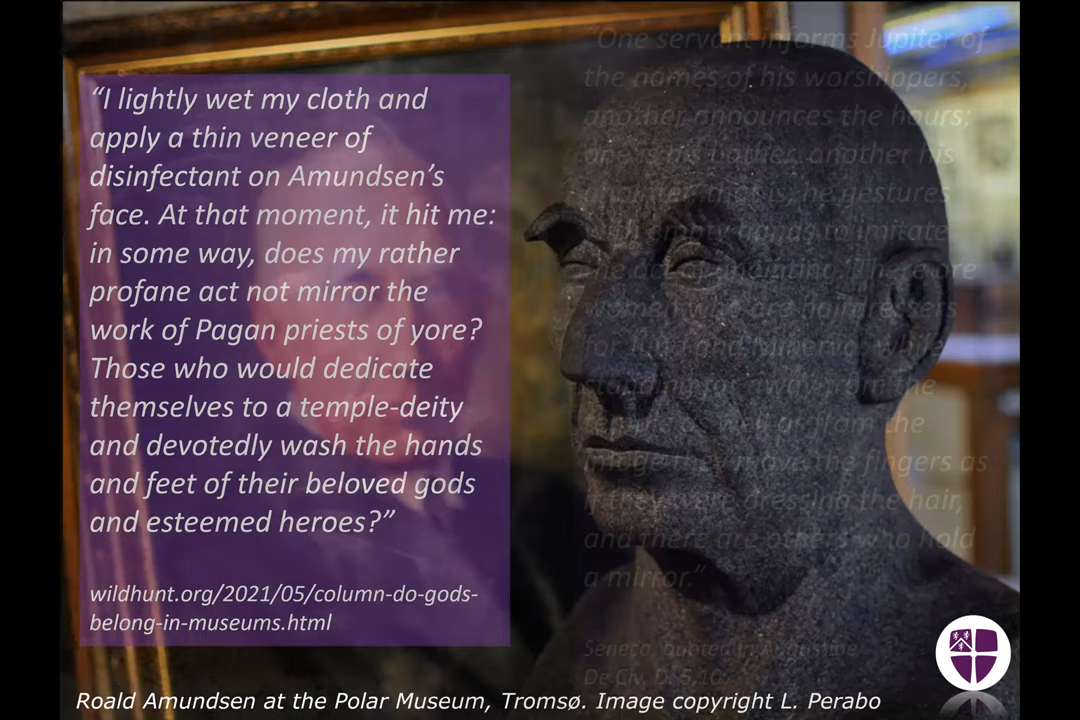 “I lightly wet my cloth and
apply a thin veneer of
disinfectant on Amundsen’s
face. At that moment, it hit me:
in some way, does my rather
profane act not mirror the
work of Pagan priests of yore?
Those who would dedicate
themselves to a temple-deity
and devotedly wash the hands
and feet of their beloved gods
and esteemed heroes?”
wildhunt.org/2021/05/column-do-gods-
belong-in-museums.html
“One servant informs Jupiter of
the names of his worshippers,
another announces the hours;
one is his bather, another his
anointer, that is, he gestures
with empty hands to imitate
the act of anointing. There are
women who are hairdressers
for Juno and Minerva; while
standing far away from the
temple as well as from the
image they move the fingers as
if they were dressing the hair,
and there are others who hold
a mirror.”
Seneca, quoted in Augustine
De Civ. D. 5.10
Roald Amundsen at the Polar Museum, Tromsø. Image copyright L. Perabo